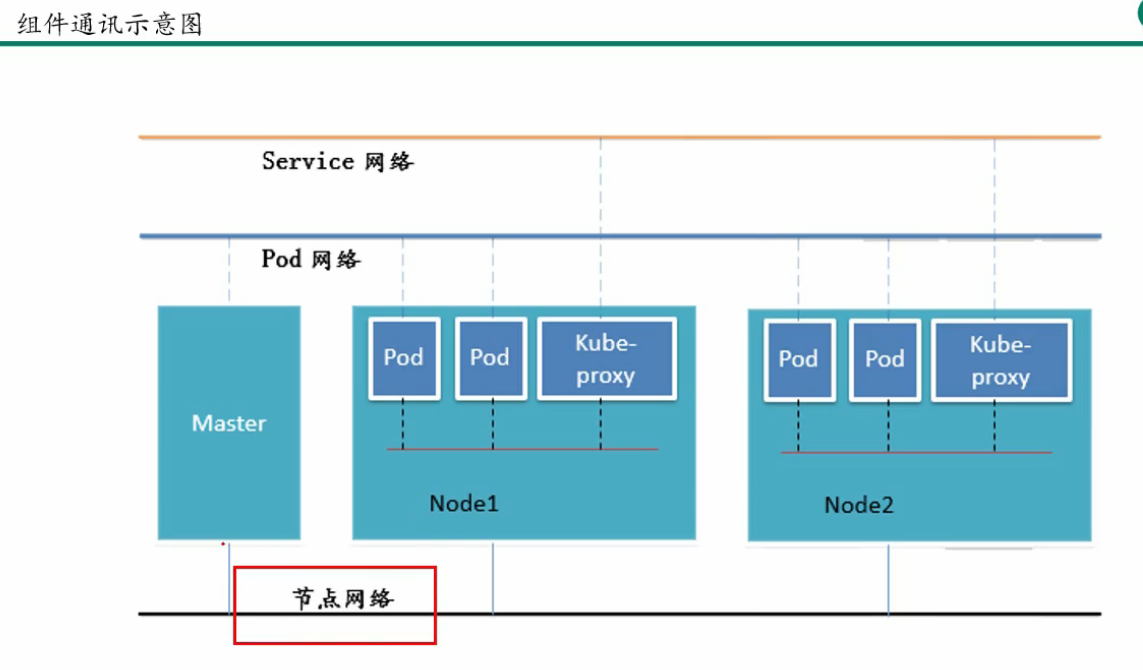 组件通讯示意图
Service 网络
Pod 网络
Master
Pod
Pod
Kube-
proxy
Node1
Pod
Pod
Kube-
proxy
Node2
节点网络